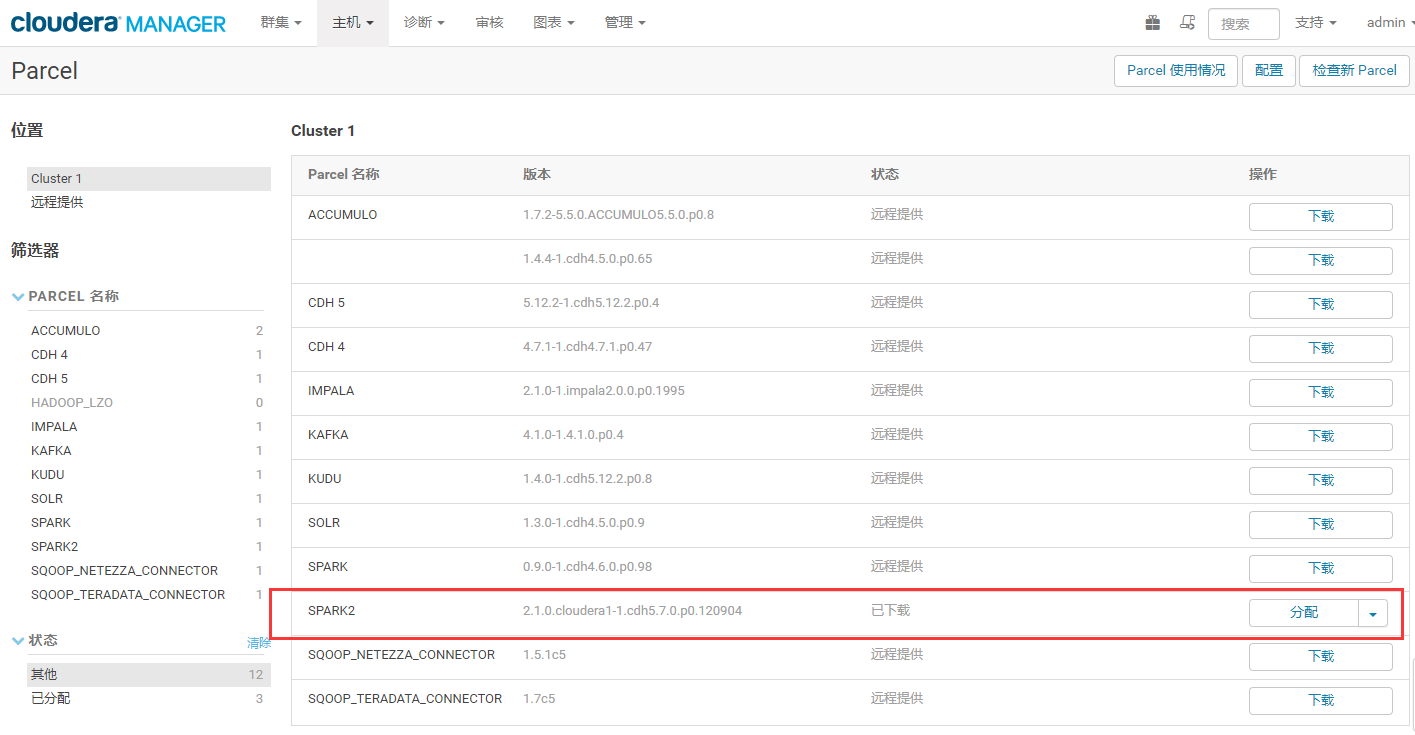 cloudera MANAGER 群集 主机 诊断 审核 图表 管理 搜索 支持 admin
Parcel Parcel 使用情况 配置 检查新 Parcel
位置
Cluster 1
远程提供
筛选器
PARCEL 名称
ACCUMULO 2
CDH 4 1
CDH 5 1
HADOOP_LZO 0
IMPALA 1
KAFKA 1
KUDU 1
SOLR 1
SPARK 1
SPARK2 1
SQOOP_NETEZZA_CONNECTOR 1
SQOOP_TERADATA_CONNECTOR 1
状态 清除
其他 12
已分配 3
Cluster 1
Parcel 名称 版本 状态 操作
ACCUMULO 1.7.2-5.5.0.ACCUMULO5.5.0.p0.8 远程提供 下载
1.4.4-1.cdh4.5.0.p0.65 远程提供 下载
CDH 5 5.12.2-1.cdh5.12.2.p0.4 远程提供 下载
CDH 4 4.7.1-1.cdh4.7.1.p0.47 远程提供 下载
IMPALA 2.1.0-1.impala2.0.0.p0.1995 远程提供 下载
KAFKA 4.1.0-1.4.1.0.p0.4 远程提供 下载
KUDU 1.4.0-1.cdh5.12.2.p0.8 远程提供 下载
SOLR 1.3.0-1.cdh4.5.0.p0.9 远程提供 下载
SPARK 0.9.0-1.cdh4.6.0.p0.98 远程提供 下载
SPARK2 2.1.0.cloudera1-1.cdh5.7.0.p0.120904 已下载 分配
SQOOP_NETEZZA_CONNECTOR 1.5.1c5 远程提供 下载
SQOOP_TERADATA_CONNECTOR 1.7c5 远程提供 下载